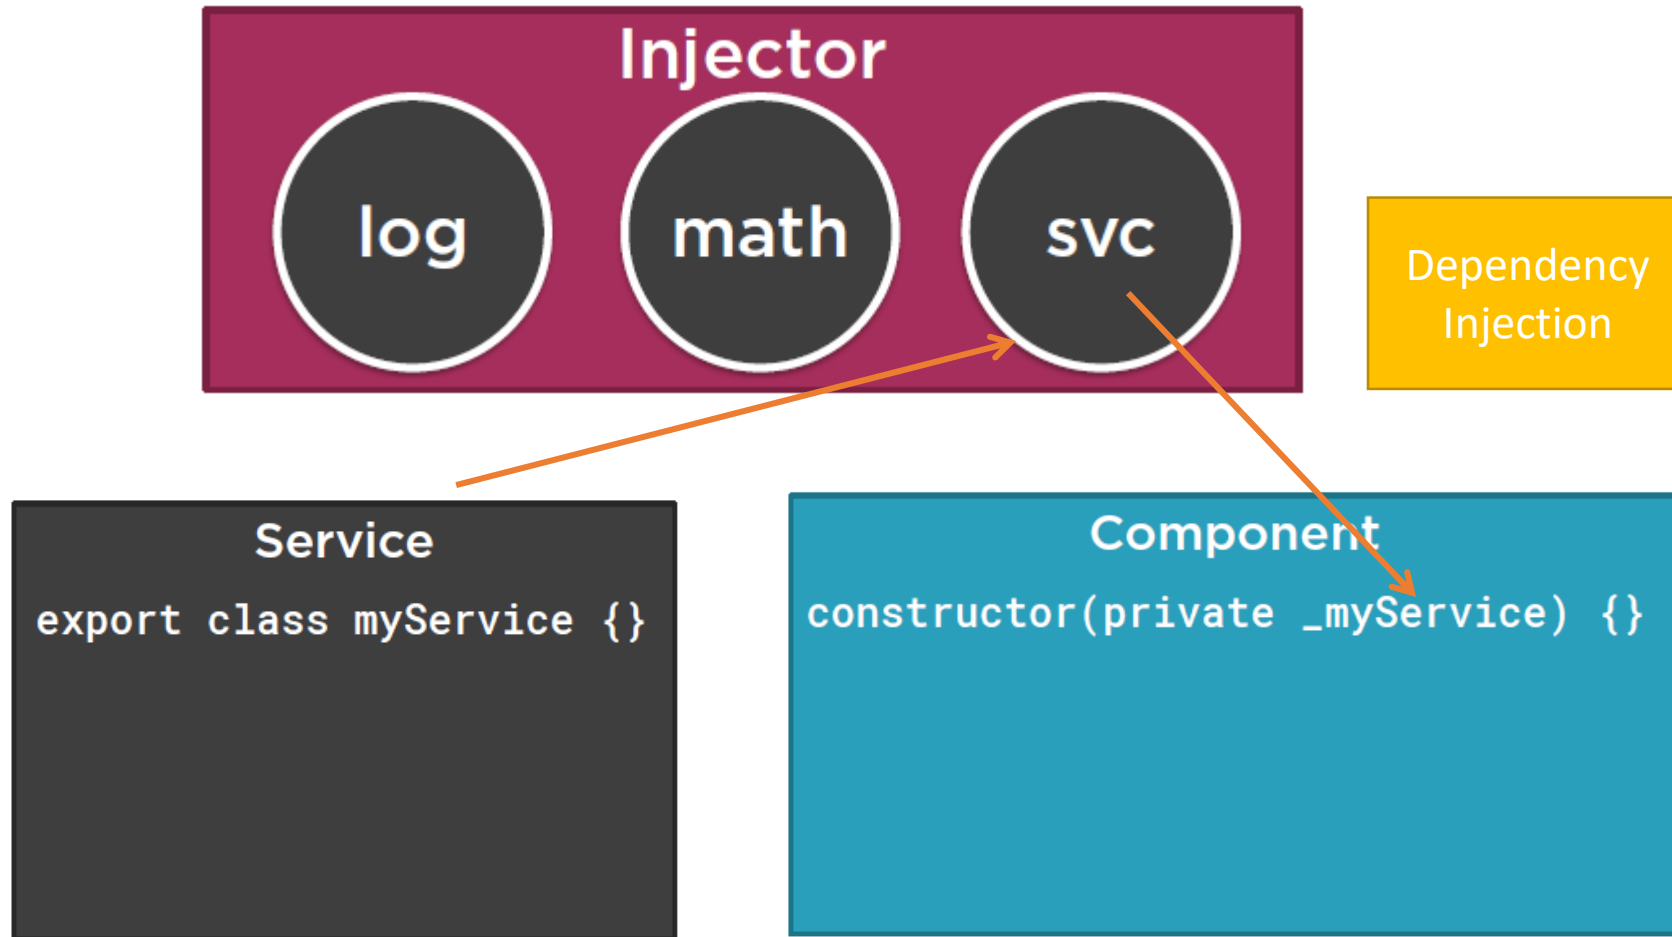 Injector
log
math
svc
Dependency
Injection
Service
export class myService {}
Component
constructor(private _myService) {}